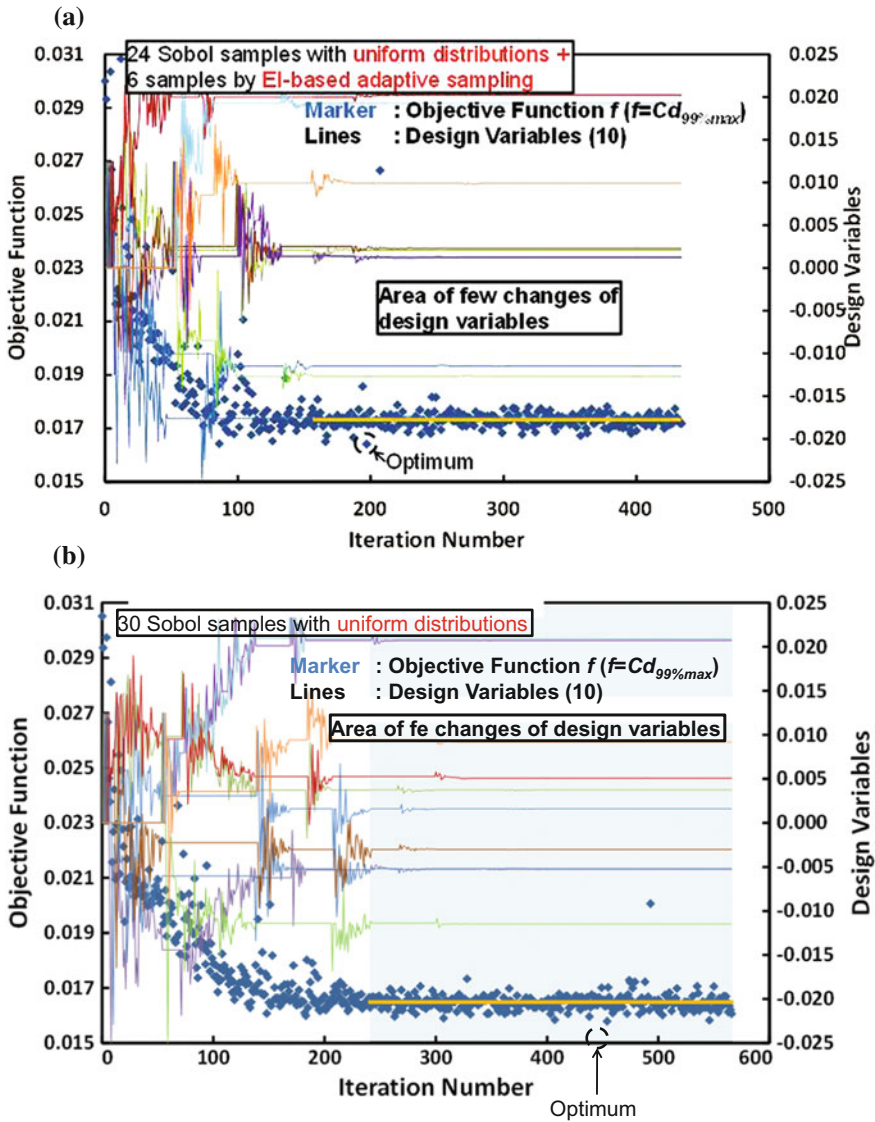 (a)
24 Sobol samples with uniform distributions +
6 samples by EI-based adaptive sampling
Marker : Objective Function f (f=Cd99%max)
Lines : Design Variables (10)
Area of few changes of
design variables
Optimum
Objective Function
0.031
0.029
0.027
0.025
0.023
0.021
0.019
0.017
0.015
Design Variables
0.025
0.020
0.015
0.010
0.005
0.000
-0.005
-0.010
-0.015
-0.020
-0.025
0 100 200 300 400 500
Iteration Number
(b)
30 Sobol samples with uniform distributions
Marker : Objective Function f (f=Cd99%max)
Lines : Design Variables (10)
Area of fe changes of design variables
Objective Function
0.031
0.029
0.027
0.025
0.023
0.021
0.019
0.017
0.015
Design Variables
0.025
0.020
0.015
0.010
0.005
0.000
-0.005
-0.010
-0.015
-0.020
-0.025
0 100 200 300 400 500 600
Iteration Number
Optimum